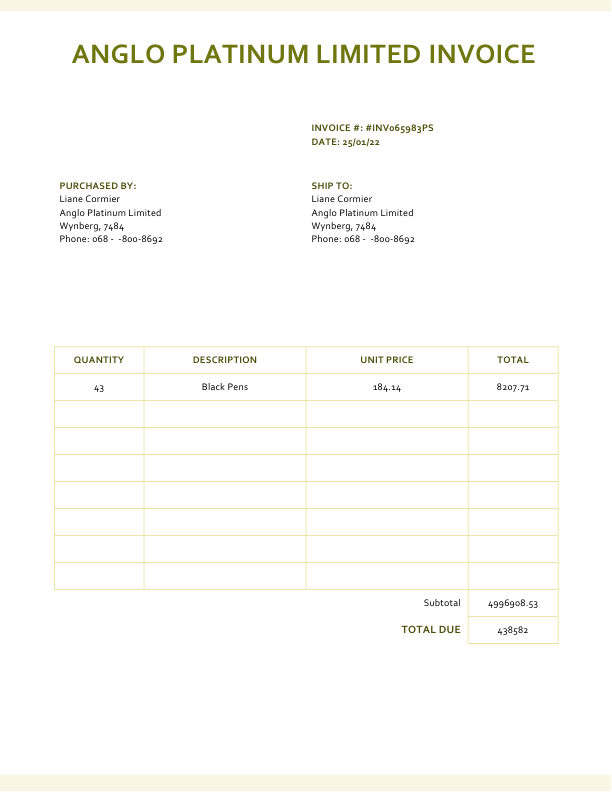 ANGLO PLATINUM LIMITED INVOICE
INVOICE #: #INV065983PS
DATE: 25/01/22
PURCHASED BY:
Liane Cormier
Anglo Platinum Limited
Wynberg, 7484
Phone: 068 -  -800-8692
SHIP TO:
Liane Cormier
Anglo Platinum Limited
Wynberg, 7484
Phone: 068 -  -800-8692
QUANTITY DESCRIPTION UNIT PRICE TOTAL
43 Black Pens 184.14 8207.71
Subtotal 4996908.53
TOTAL DUE 438582